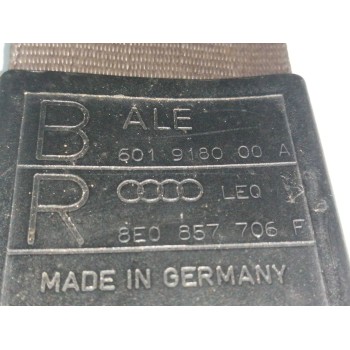 B ALE
601 9180 00 A
R LEO
8E0 857 706 F
MADE IN GERMANY